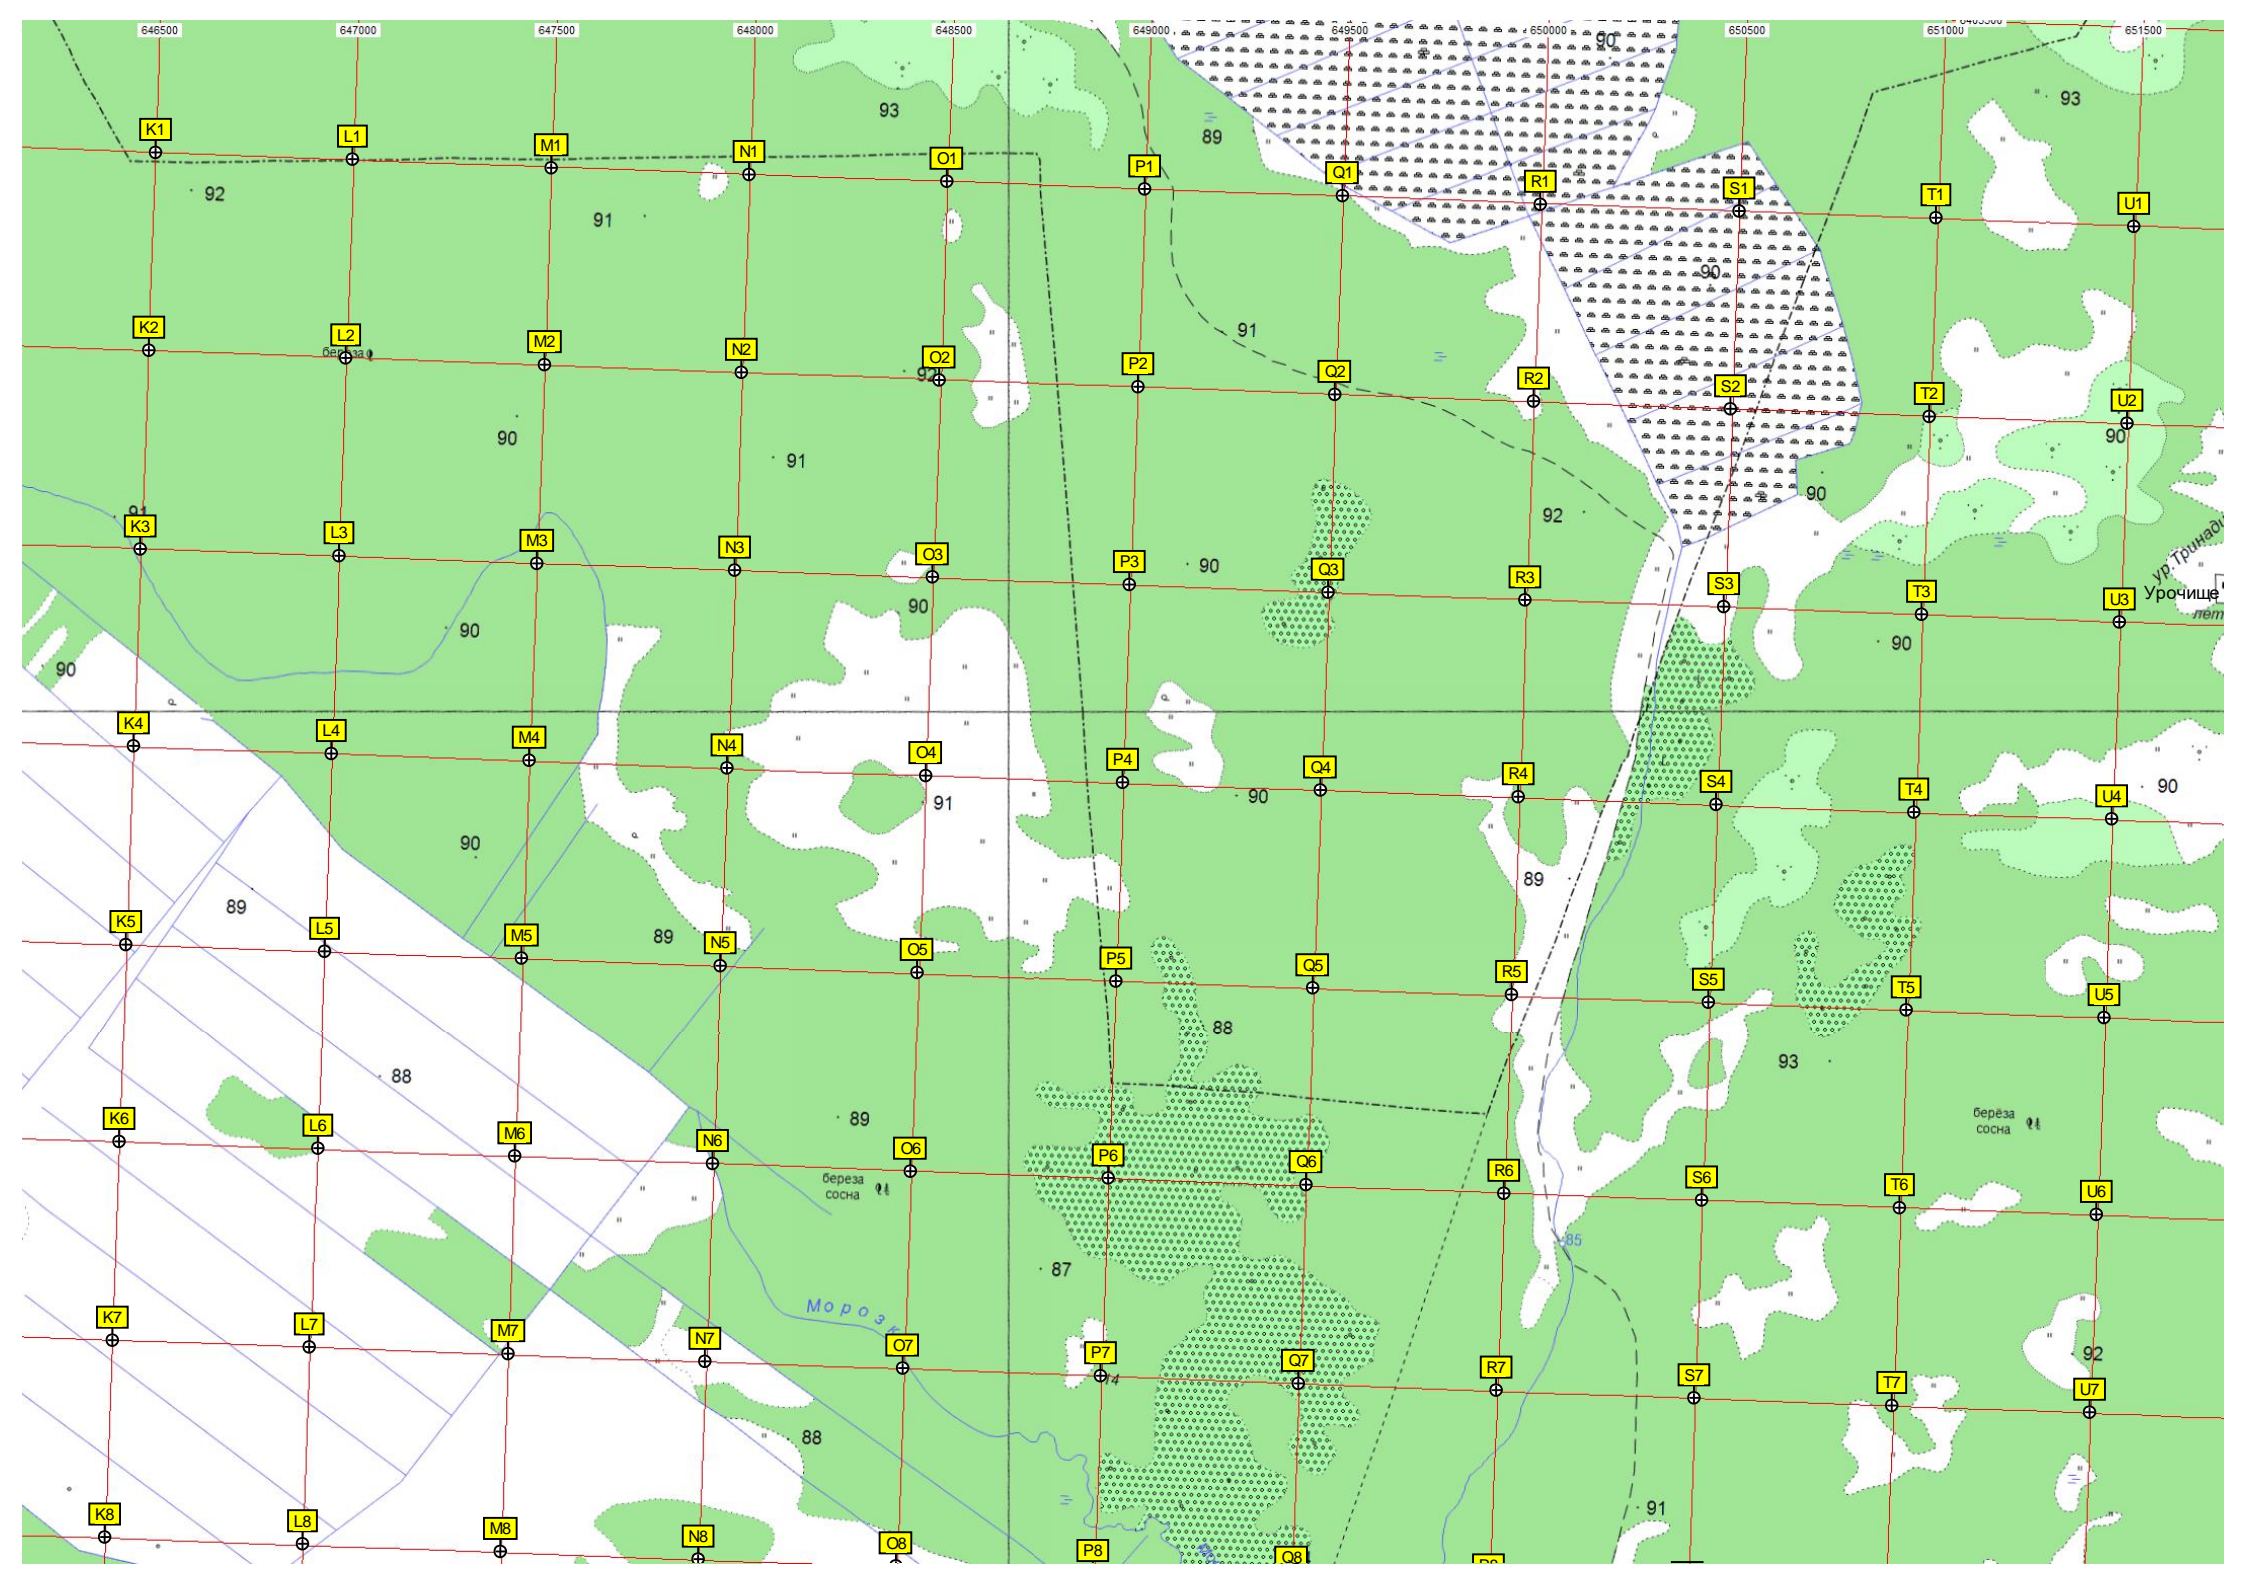 646500 647000 647500 648000 648500 649000 649500 650000 650500 651000 651500
90
93 93
89
K1 L1 M1 N1 O1 P1 Q1 R1 S1 T1 U1
92 91
90
91
K2 L2 M2 N2 O2 P2 Q2 R2 S2 T2 U2
береза 92
90 91 90
90
91 92
K3 L3 M3 N3 O3 P3 Q3 R3 S3 T3 U3
90
ур.Тринадц
Урочище
лет
90 90 90
90
K4 L4 M4 N4 O4 P4 Q4 R4 S4 T4 U4
91 90 90
90
89 89
K5 L5 M5 N5 O5 P5 Q5 R5 S5 T5 U5
89
88 93
88
89
берёза
сосна
K6 L6 M6 N6 O6 P6 Q6 R6 S6 T6 U6
береза
сосна
85
87
Мороз
K7 L7 M7 N7 O7 P7 Q7 R7 S7 T7 U7
92
14
88
91
K8 L8 M8 N8 O8 P8 Q8